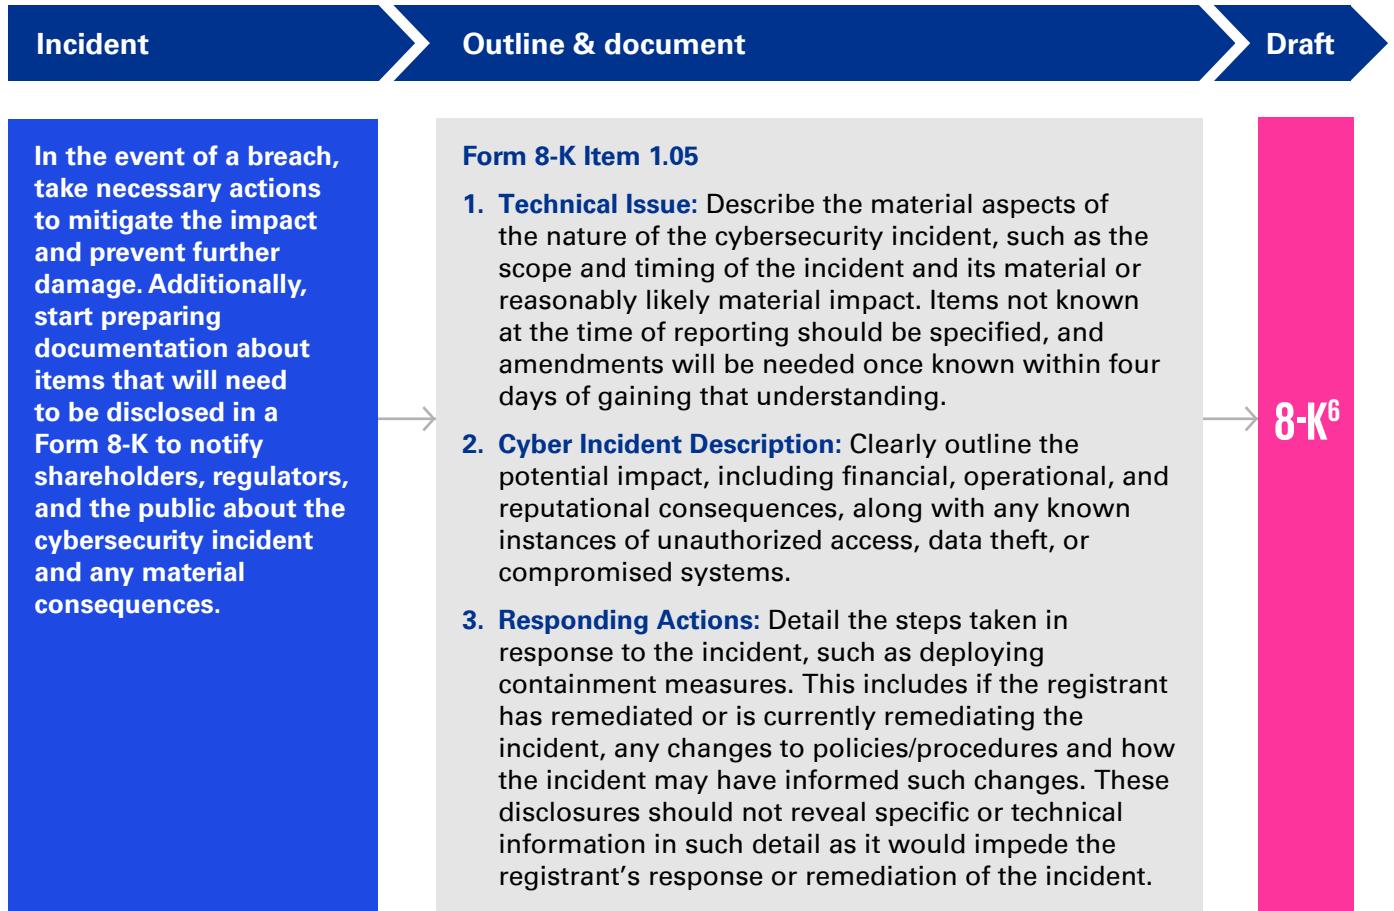 Incident
Outline & document
Draft
In the event of a breach,
take necessary actions
to mitigate the impact
and prevent further
damage. Additionally,
start preparing
documentation about
items that will need
to be disclosed in a
Form 8-K to notify
shareholders, regulators,
and the public about the
cybersecurity incident
and any material
consequences.
Form 8-K Item 1.05
1. Technical Issue: Describe the material aspects of
the nature of the cybersecurity incident, such as the
scope and timing of the incident and its material or
reasonably likely material impact. Items not known
at the time of reporting should be specified, and
amendments will be needed once known within four
days of gaining that understanding.
2. Cyber Incident Description: Clearly outline the
potential impact, including financial, operational, and
reputational consequences, along with any known
instances of unauthorized access, data theft, or
compromised systems.
3. Responding Actions: Detail the steps taken in
response to the incident, such as deploying
containment measures. This includes if the registrant
has remediated or is currently remediating the
incident, any changes to policies/procedures and how
the incident may have informed such changes. These
disclosures should not reveal specific or technical
information in such detail as it would impede the
registrant’s response or remediation of the incident.
8-K⁶